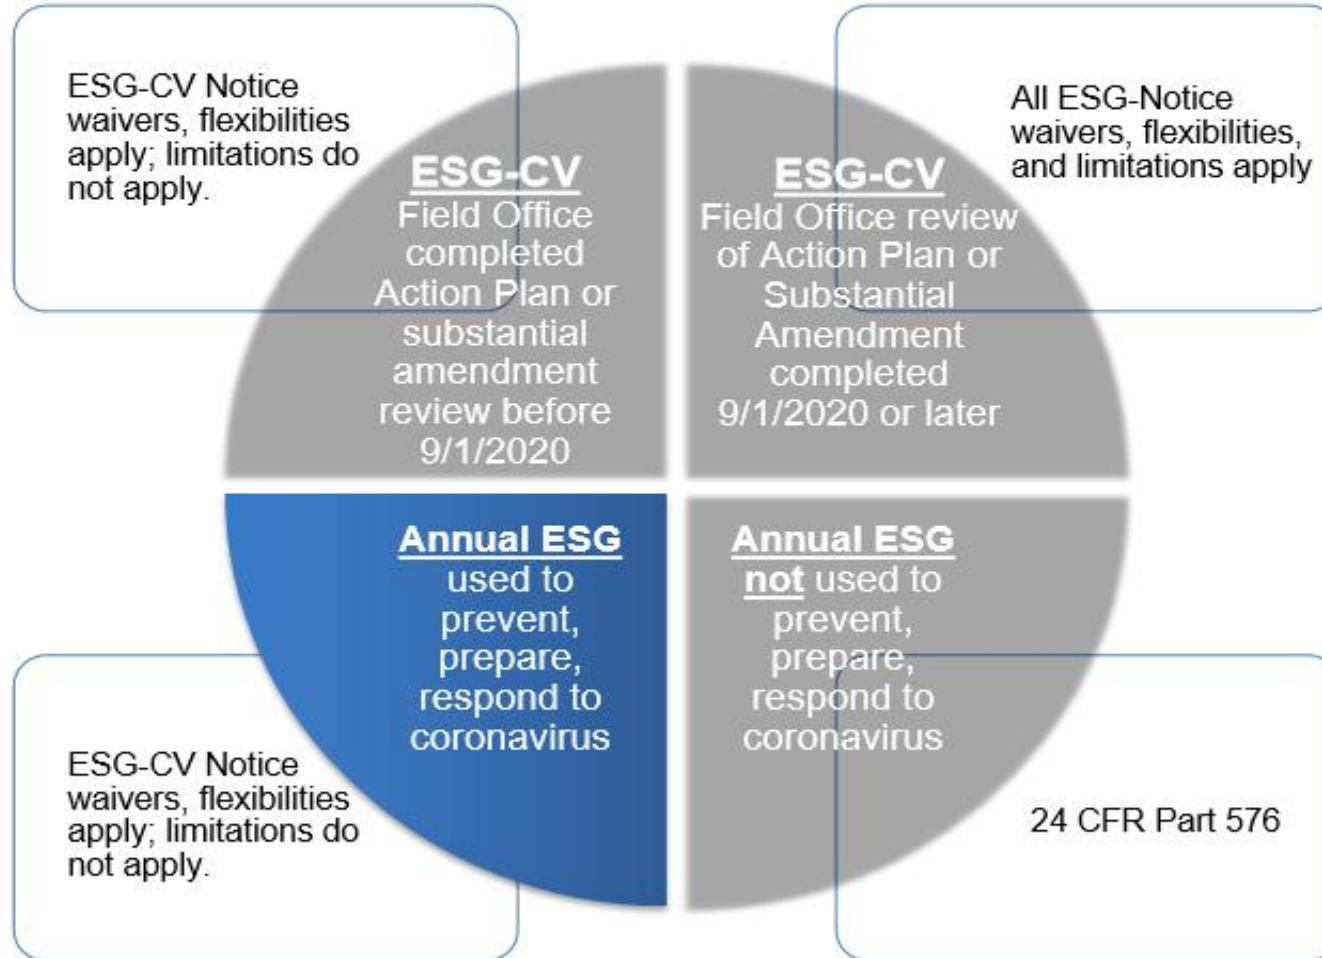 ESG-CV Notice
waivers, flexibilities
apply; limitations do
not apply.
ESG-CV
Field Office
completed
Action Plan or
substantial
amendment
review before
9/1/2020
ESG-CV
Field Office review
of Action Plan or
Substantial
Amendment
completed
9/1/2020 or later
All ESG-Notice
waivers, flexibilities,
and limitations apply
ESG-CV Notice
waivers, flexibilities
apply; limitations do
not apply.
Annual ESG
used to
prevent,
prepare,
respond to
coronavirus
Annual ESG
not used to
prevent,
prepare,
respond to
coronavirus
24 CFR Part 576